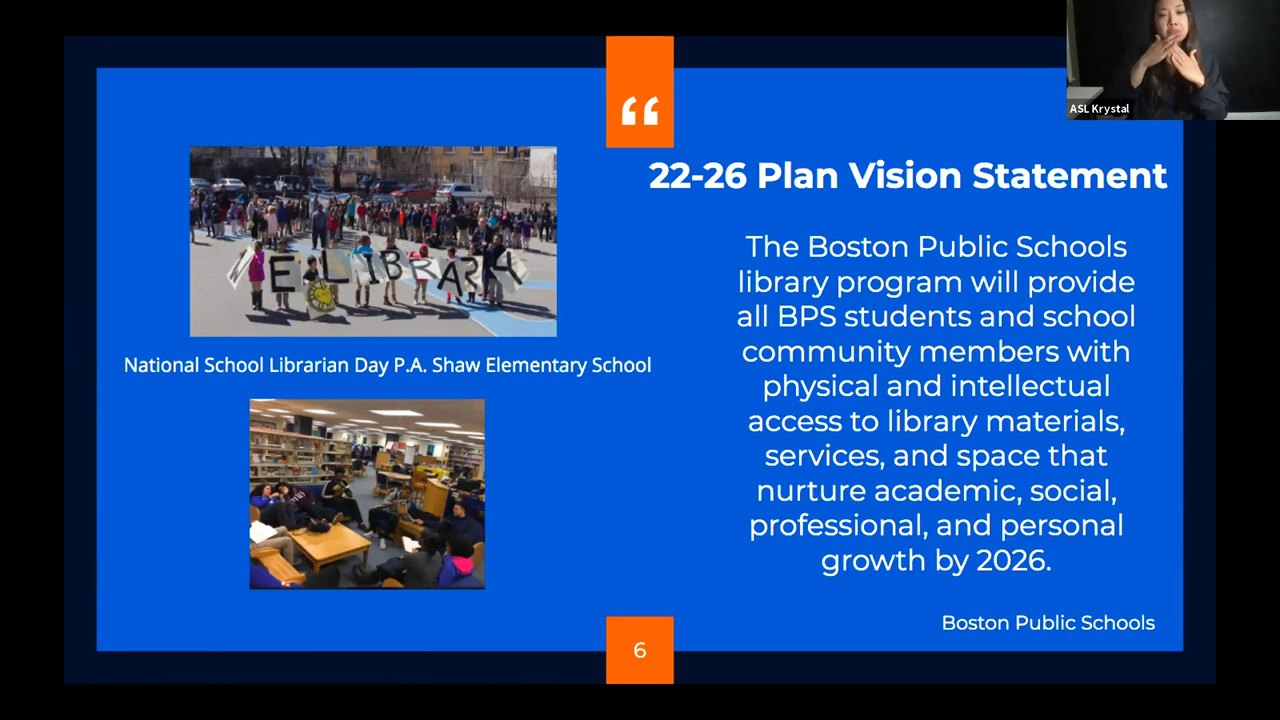 ASL Krystal
“
22-26 Plan Vision Statement
The Boston Public Schools
library program will provide
all BPS students and school
community members with
physical and intellectual
access to library materials,
services, and space that
nurture academic, social,
professional, and personal
growth by 2026.
WE LIBRARY
National School Librarian Day P.A. Shaw Elementary School
Boston Public Schools
6